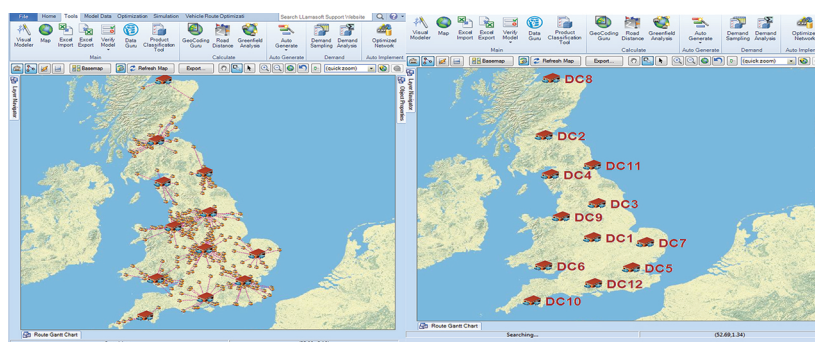 File Home Tools Model Data Optimization Simulation Vehicle Route Optimizati Search LLamasoft Support Website
Visual Modeler Map Excel Import Excel Export Verify Model Data Guru Product Classification Tool GeoCoding Guru Road Distance Greenfield Analysis Auto Generate Demand Sampling Demand Analysis Optimized Network
Main Calculate Auto Generate Demand Auto Implement
Basemap Refresh Map Export... (quick zoom)
Layer Navigator
Object Properties
Route Gantt Chart
Visual Modeler Map Excel Import Excel Export Verify Model Data Guru Product Classification Tool GeoCoding Guru Road Distance Greenfield Analysis Auto Generate Demand Sampling Demand Analysis Optimize Network
Main Calculate Auto Generate Demand Auto Implem
Basemap Refresh Map Export... (quick zoom)
Layer Navigator
DC8
DC2
DC11
DC4
DC3
DC9
DC1
DC7
DC6
DC5
DC12
DC10
Route Gantt Chart
Searching... (52.69,1.34)